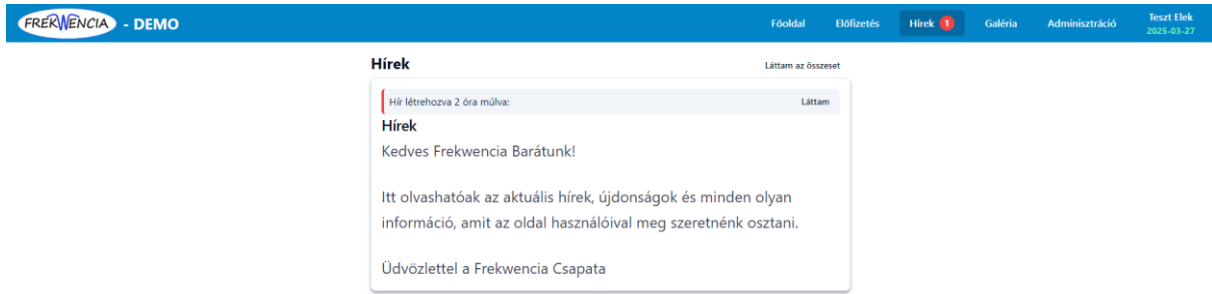 FREKWENCIA - DEMO
Főoldal
Előfizetés
Hírek 1
Galéria
Adminisztráció
Teszt Elek
2025-03-27
Hírek
Láttam az összeset
Hír létrehozva 2 óra múlva:
Láttam
Hírek
Kedves Frekwencia Barátunk!
Itt olvashatóak az aktuális hírek, újdonságok és minden olyan
információ, amit az oldal használóival meg szeretnénk osztani.
Üdvözlettel a Frekwencia Csapata